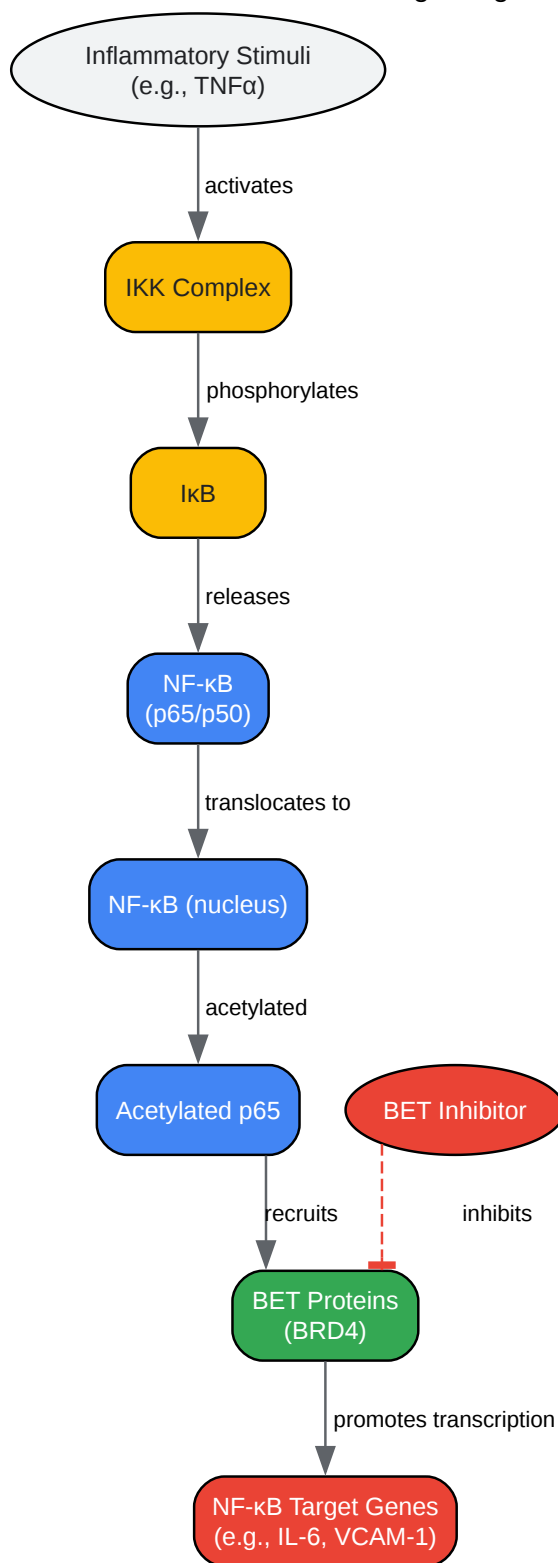 Inflammatory Stimuli
(e.g., TNFα)
activates
IKK Complex
phosphorylates
IκB
releases
NF-κB
(p65/p50)
translocates to
NF-κB (nucleus)
acetylated
Acetylated p65
BET Inhibitor
recruits
inhibits
BET Proteins
(BRD4)
promotes transcription
NF-κB Target Genes
(e.g., IL-6, VCAM-1)